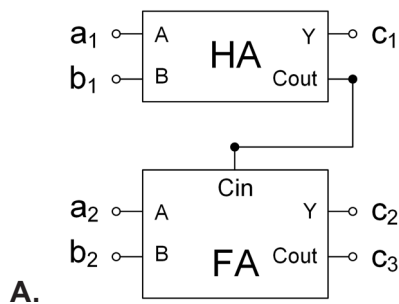 a₁ A Y c₁
HA
b₁ B Cout
Cin
a₂ A Y c₂
b₂ B Cout c₃
FA
A.